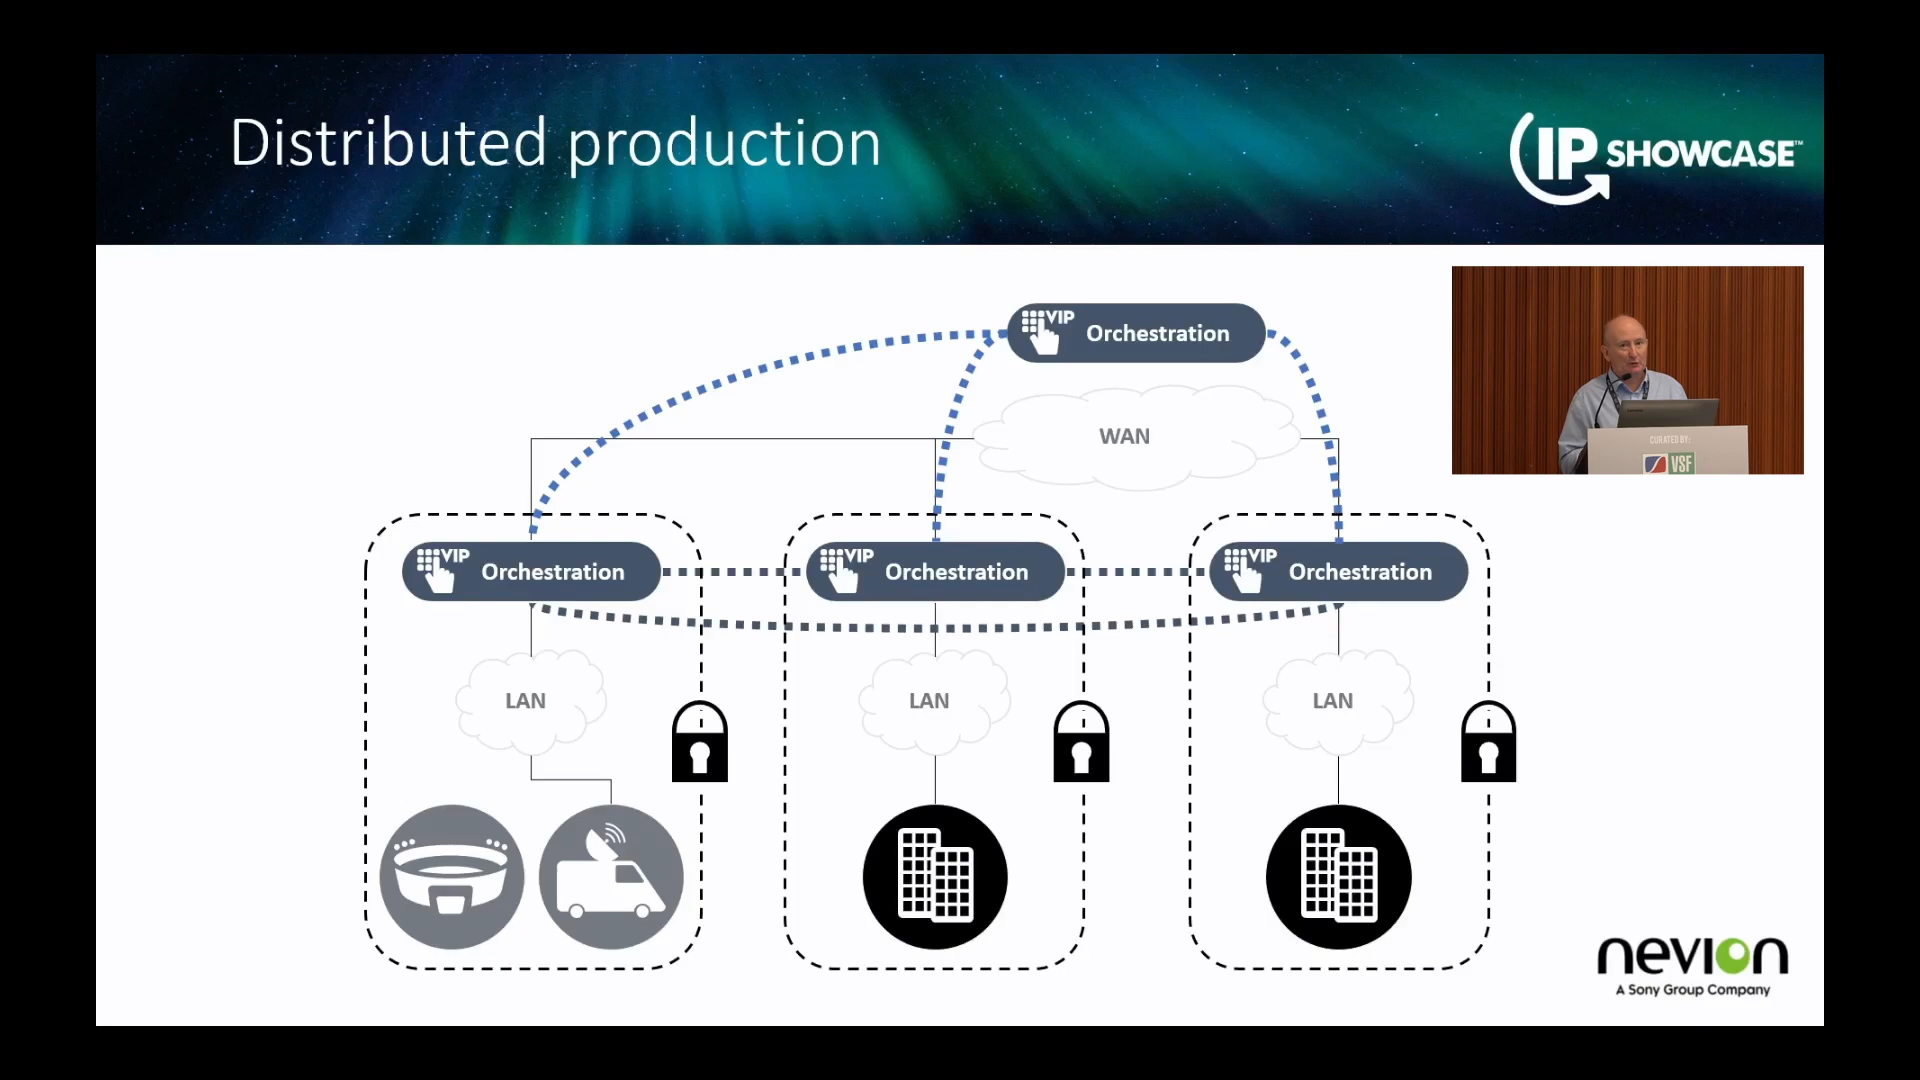 Distributed production
IP SHOWCASE™
VIP Orchestration
WAN
CURATED BY:
VSF
VIP Orchestration
VIP Orchestration
VIP Orchestration
LAN
LAN
LAN
nevion
A Sony Group Company